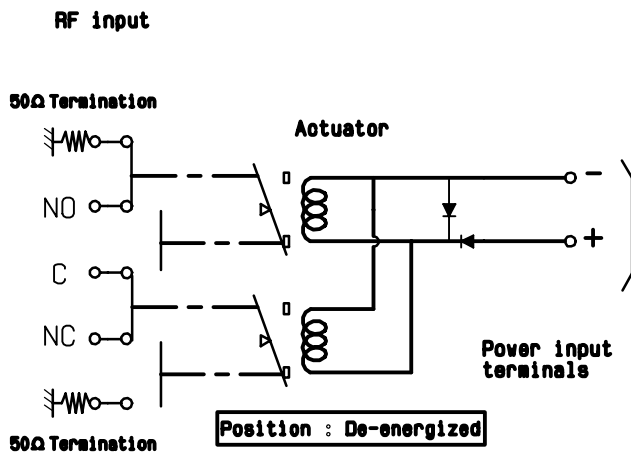 RF input
50Ω Termination
Actuator
-
NO
+
C
NC
Power input
terminals
Position : De-energized
50Ω Termination